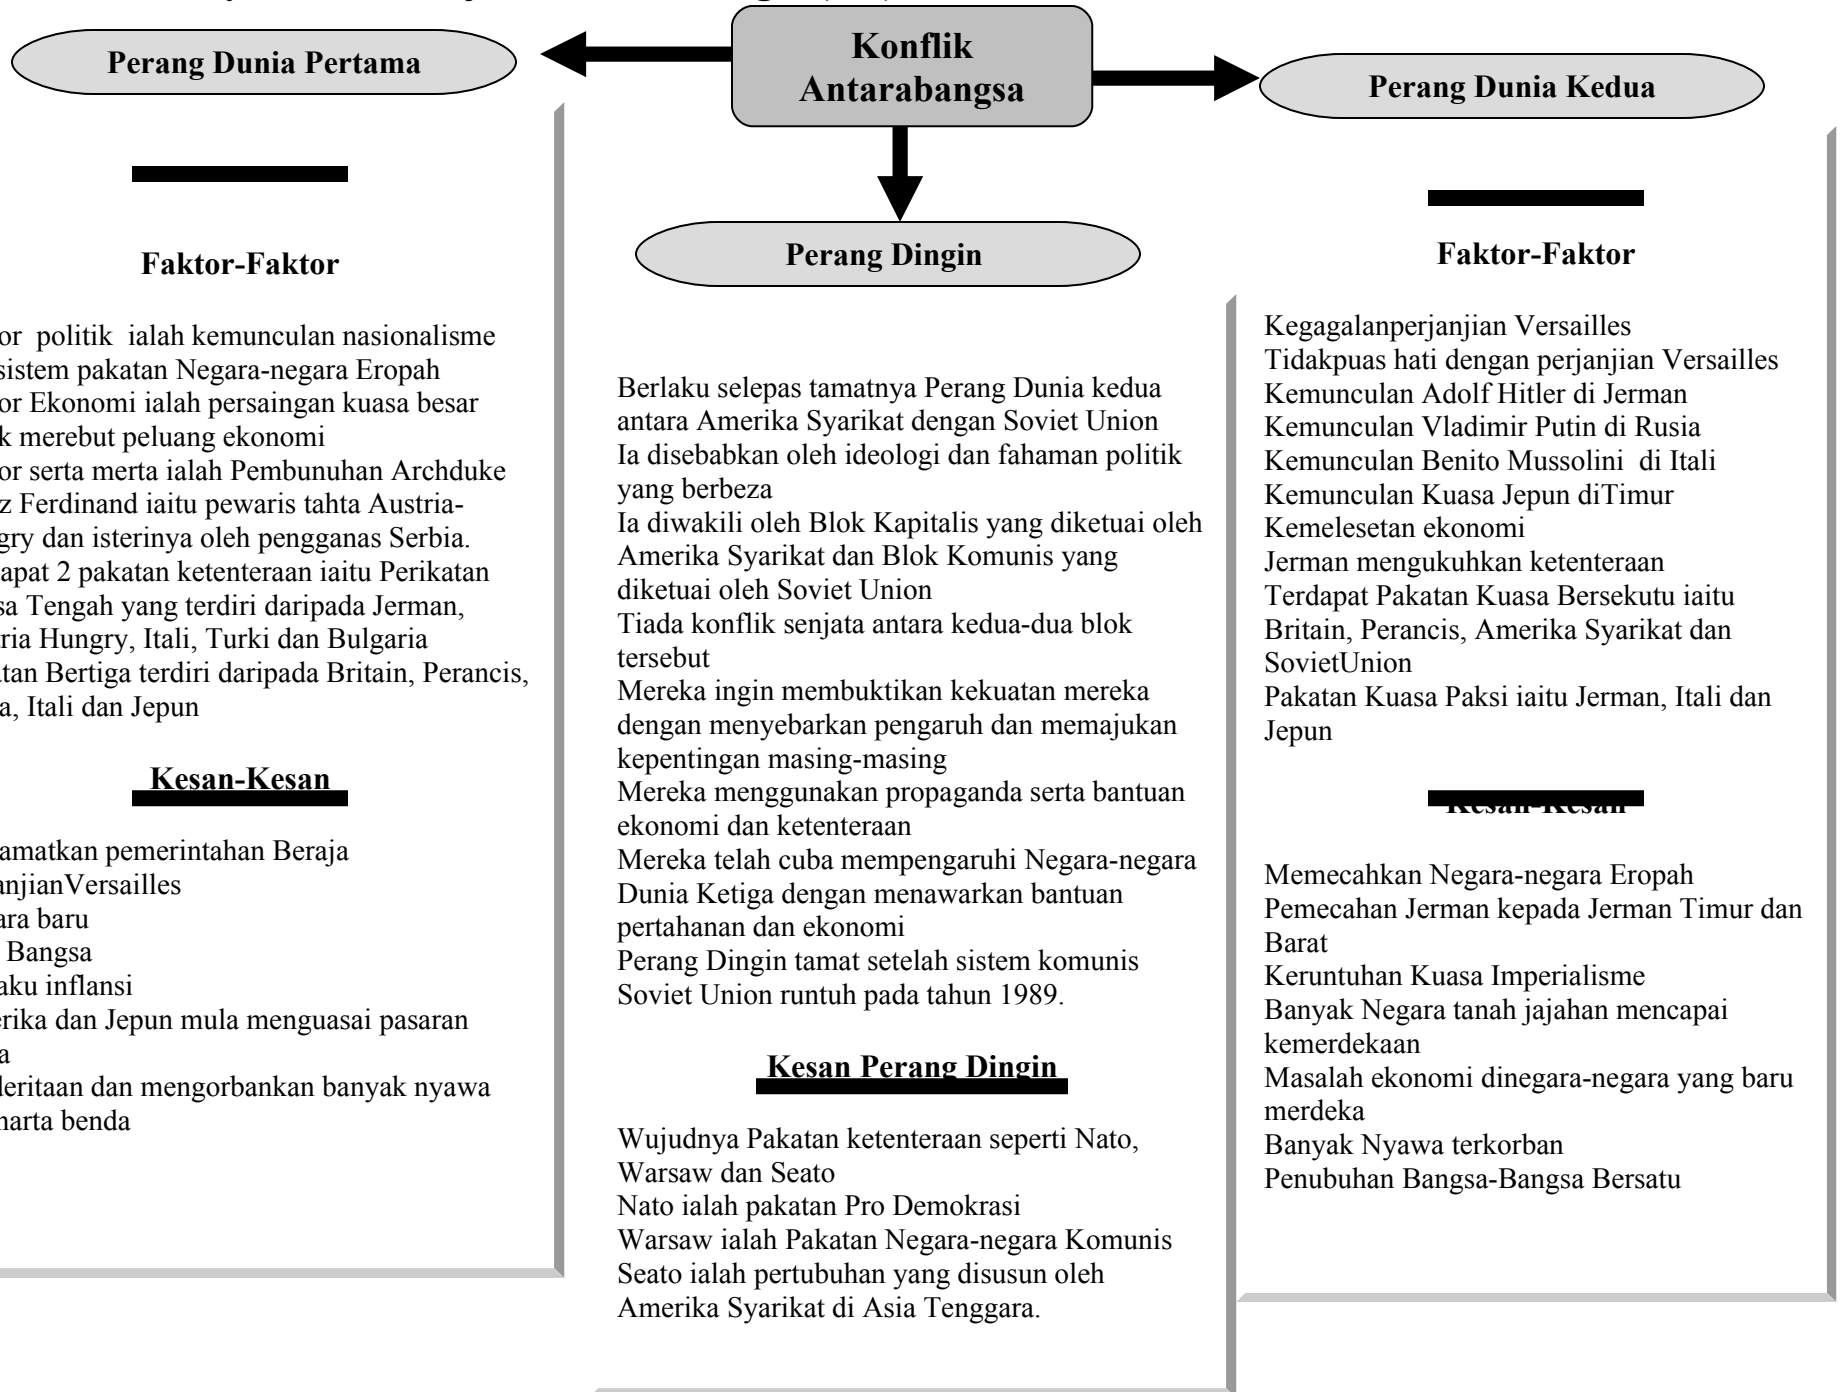 Konflik
Antarabangsa
Perang Dunia Pertama
Faktor-Faktor
or politik ialah kemunculan nasionalisme
sistem pakatan Negara-negara Eropah
or Ekonomi ialah persaingan kuasa besar
k merebut peluang ekonomi
or serta merta ialah Pembunuhan Archduke
z Ferdinand iaitu pewaris tahta Austria-
gry dan isterinya oleh pengganas Serbia.
apat 2 pakatan ketenteraan iaitu Perikatan
sa Tengah yang terdiri daripada Jerman,
ria Hungry, Itali, Turki dan Bulgaria
atan Bertiga terdiri daripada Britain, Perancis,
a, Itali dan Jepun
Kesan-Kesan
amatkan pemerintahan Beraja
anjianVersailles
ara baru
Bangsa
aku inflansi
erika dan Jepun mula menguasai pasaran
a
deritaan dan mengorbankan banyak nyawa
harta benda
Perang Dingin
Berlaku selepas tamatnya Perang Dunia kedua
antara Amerika Syarikat dengan Soviet Union
Ia disebabkan oleh ideologi dan fahaman politik
yang berbeza
Ia diwakili oleh Blok Kapitalis yang diketuai oleh
Amerika Syarikat dan Blok Komunis yang
diketuai oleh Soviet Union
Tiada konflik senjata antara kedua-dua blok
tersebut
Mereka ingin membuktikan kekuatan mereka
dengan menyebarkan pengaruh dan memajukan
kepentingan masing-masing
Mereka menggunakan propaganda serta bantuan
ekonomi dan ketenteraan
Mereka telah cuba mempengaruhi Negara-negara
Dunia Ketiga dengan menawarkan bantuan
pertahanan dan ekonomi
Perang Dingin tamat setelah sistem komunis
Soviet Union runtuh pada tahun 1989.
Kesan Perang Dingin
Wujudnya Pakatan ketenteraan seperti Nato,
Warsaw dan Seato
Nato ialah pakatan Pro Demokrasi
Warsaw ialah Pakatan Negara-negara Komunis
Seato ialah pertubuhan yang disusun oleh
Amerika Syarikat di Asia Tenggara.
Perang Dunia Kedua
Faktor-Faktor
Kegagalanperjanjian Versailles
Tidakpuas hati dengan perjanjian Versailles
Kemunculan Adolf Hitler di Jerman
Kemunculan Vladimir Putin di Rusia
Kemunculan Benito Mussolini di Itali
Kemunculan Kuasa Jepun diTimur
Kemelesetan ekonomi
Jerman mengukuhkan ketenteraan
Terdapat Pakatan Kuasa Bersekutu iaitu
Britain, Perancis, Amerika Syarikat dan
SovietUnion
Pakatan Kuasa Paksi iaitu Jerman, Itali dan
Jepun
Kesan-Kesan
Memecahkan Negara-negara Eropah
Pemecahan Jerman kepada Jerman Timur dan
Barat
Keruntuhan Kuasa Imperialisme
Banyak Negara tanah jajahan mencapai
kemerdekaan
Masalah ekonomi dinegara-negara yang baru
merdeka
Banyak Nyawa terkorban
Penubuhan Bangsa-Bangsa Bersatu